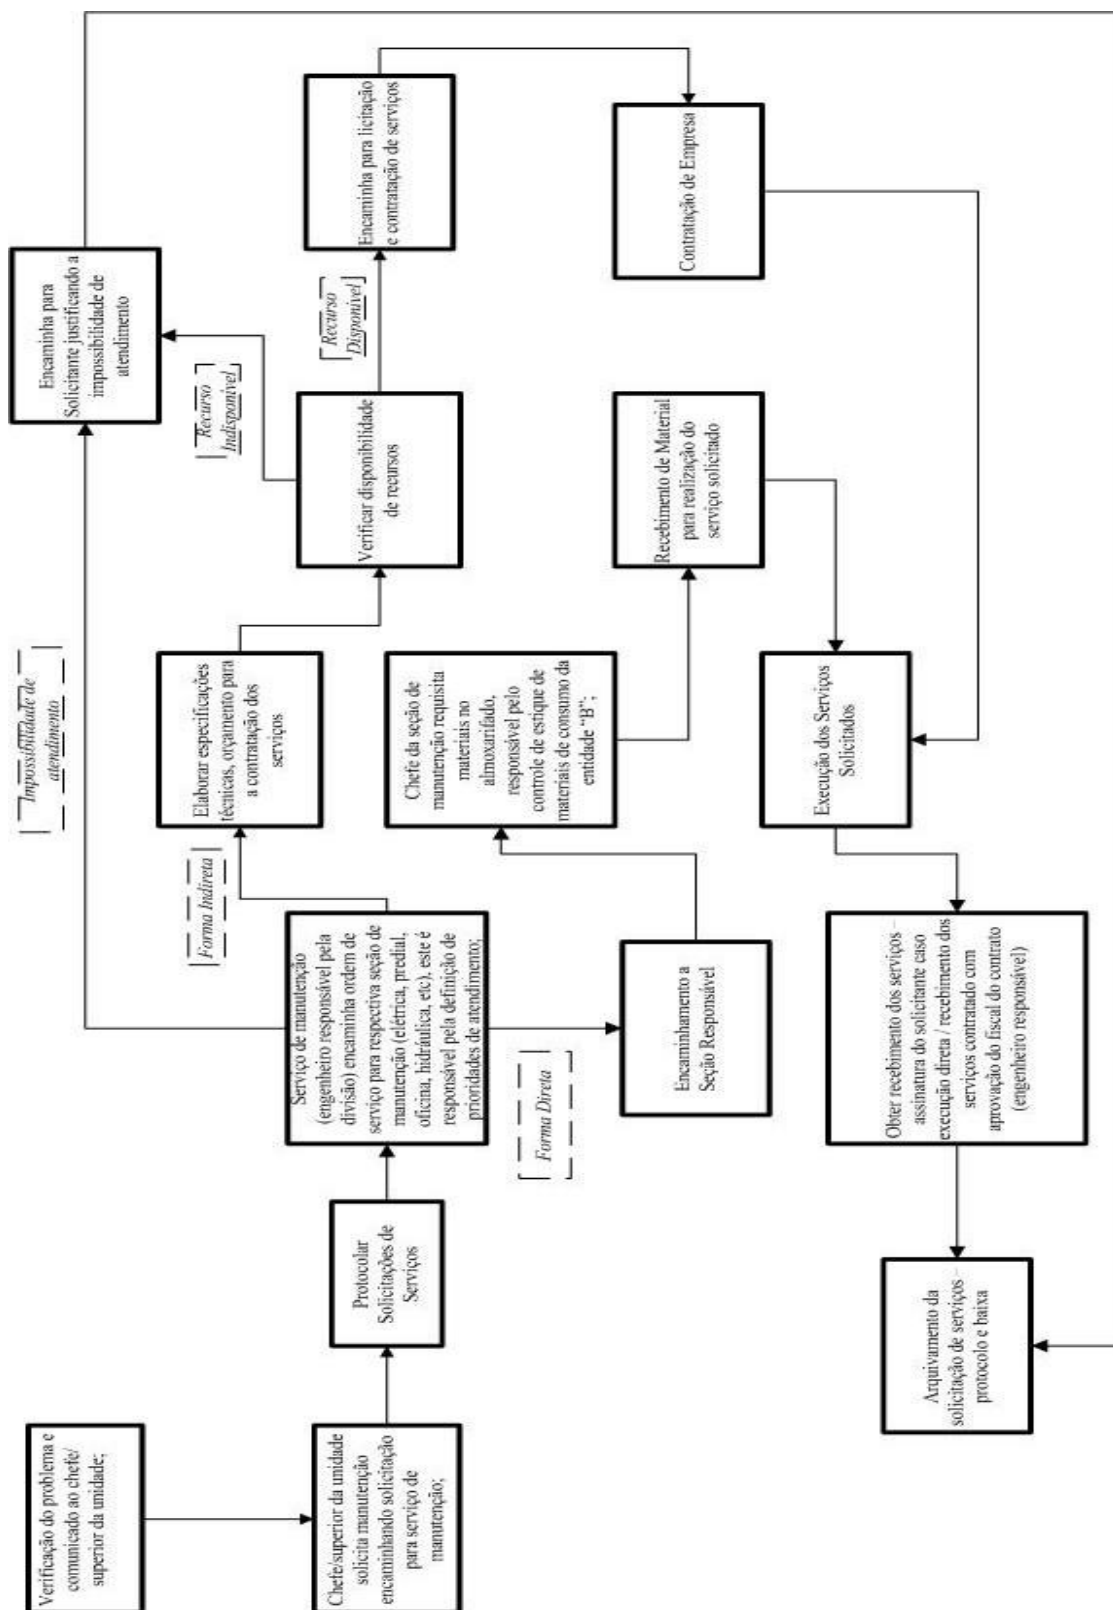 Verificação do problema e
comunicado ao chefe/
superior da unidade;
Chefe/superior da unidade
solicita manutenção
encaminhando solicitação
para serviço de
manutenção;
Protocolar
Solicitações de
Serviços
Serviço de manutenção
(engenheiro responsável pela
divisão) encaminha ordem de
serviço para respectiva seção de
manutenção (elétrica, predial,
oficina, hidráulica, etc), este é
responsável pela definição de
prioridades de atendimento;
Impossibilidade de
atendimento
Encaminha para
Solicitante justificando a
impossibilidade de
atendimento
Forma Indireta
Elaborar especificações
técnicas, orçamento para
a contratação dos
serviços
Verificar disponibilidade
de recursos
Recurso
Indisponível
Recurso
Disponível
Encaminha para licitação
e contratação de serviços
Contratação de Empresa
Forma Direta
Encaminhamento a
Seção Responsável
Chefe da seção de
manutenção requisita
materiais no
almoxarifado,
responsável pelo
controle de estique de
materiais de consumo da
entidade “B”;
Recebimento de Material
para realização do
serviço solicitado
Execução dos Serviços
Solicitados
Obter recebimento dos serviços –
assinatura do solicitante caso
execução direta / recebimento dos
serviços contratado com
aprovação do fiscal do contrato
(engenheiro responsável)
Arquivamento da
solicitação de serviços –
protocolo e baixa